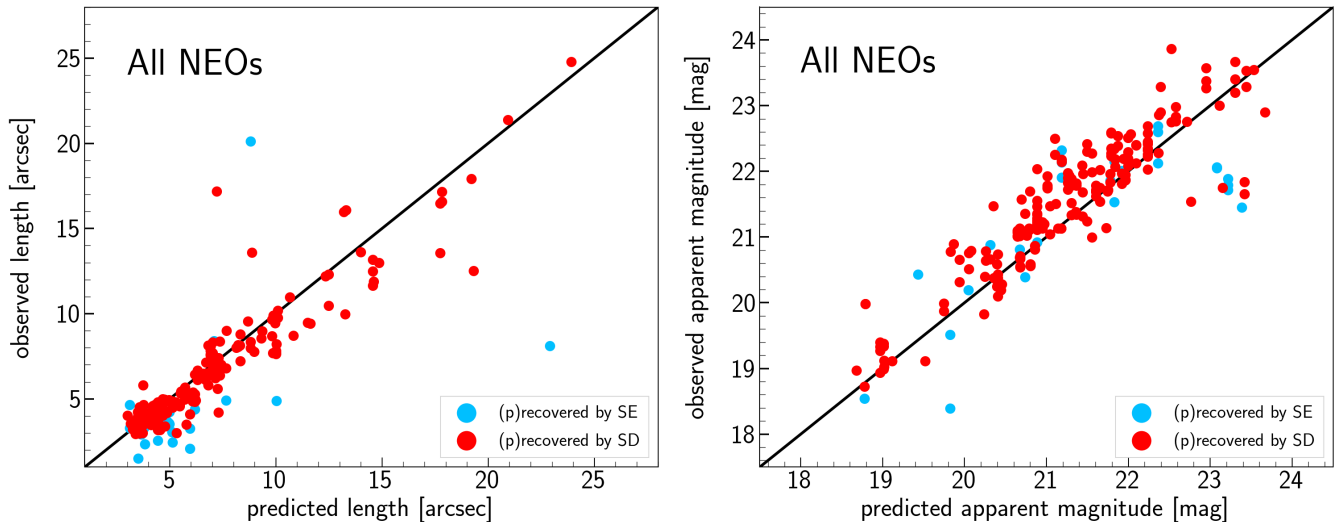 All NEOs
25
20
15
10
5
observed length [arcsec]
(p)recovered by SE
(p)recovered by SD
5
10
15
20
25
predicted length [arcsec]
All NEOs
24
23
22
21
20
19
18
observed apparent magnitude [mag]
(p)recovered by SE
(p)recovered by SD
18
19
20
21
22
23
24
predicted apparent magnitude [mag]